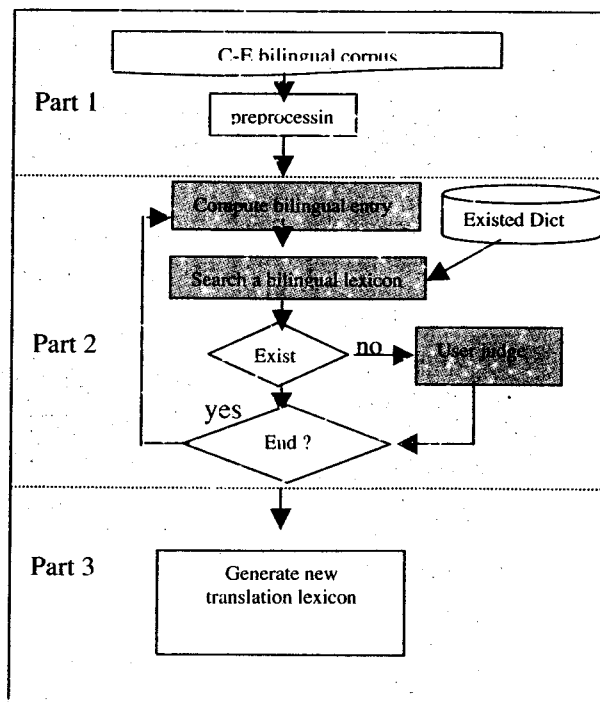 C-E bilingual corpus
Part 1
preprocessin
Compute bilingual entry
Existed Dict
Search a bilingual lexicon
Part 2
Exist
no
User judge
yes
End ?
Part 3
Generate new
translation lexicon